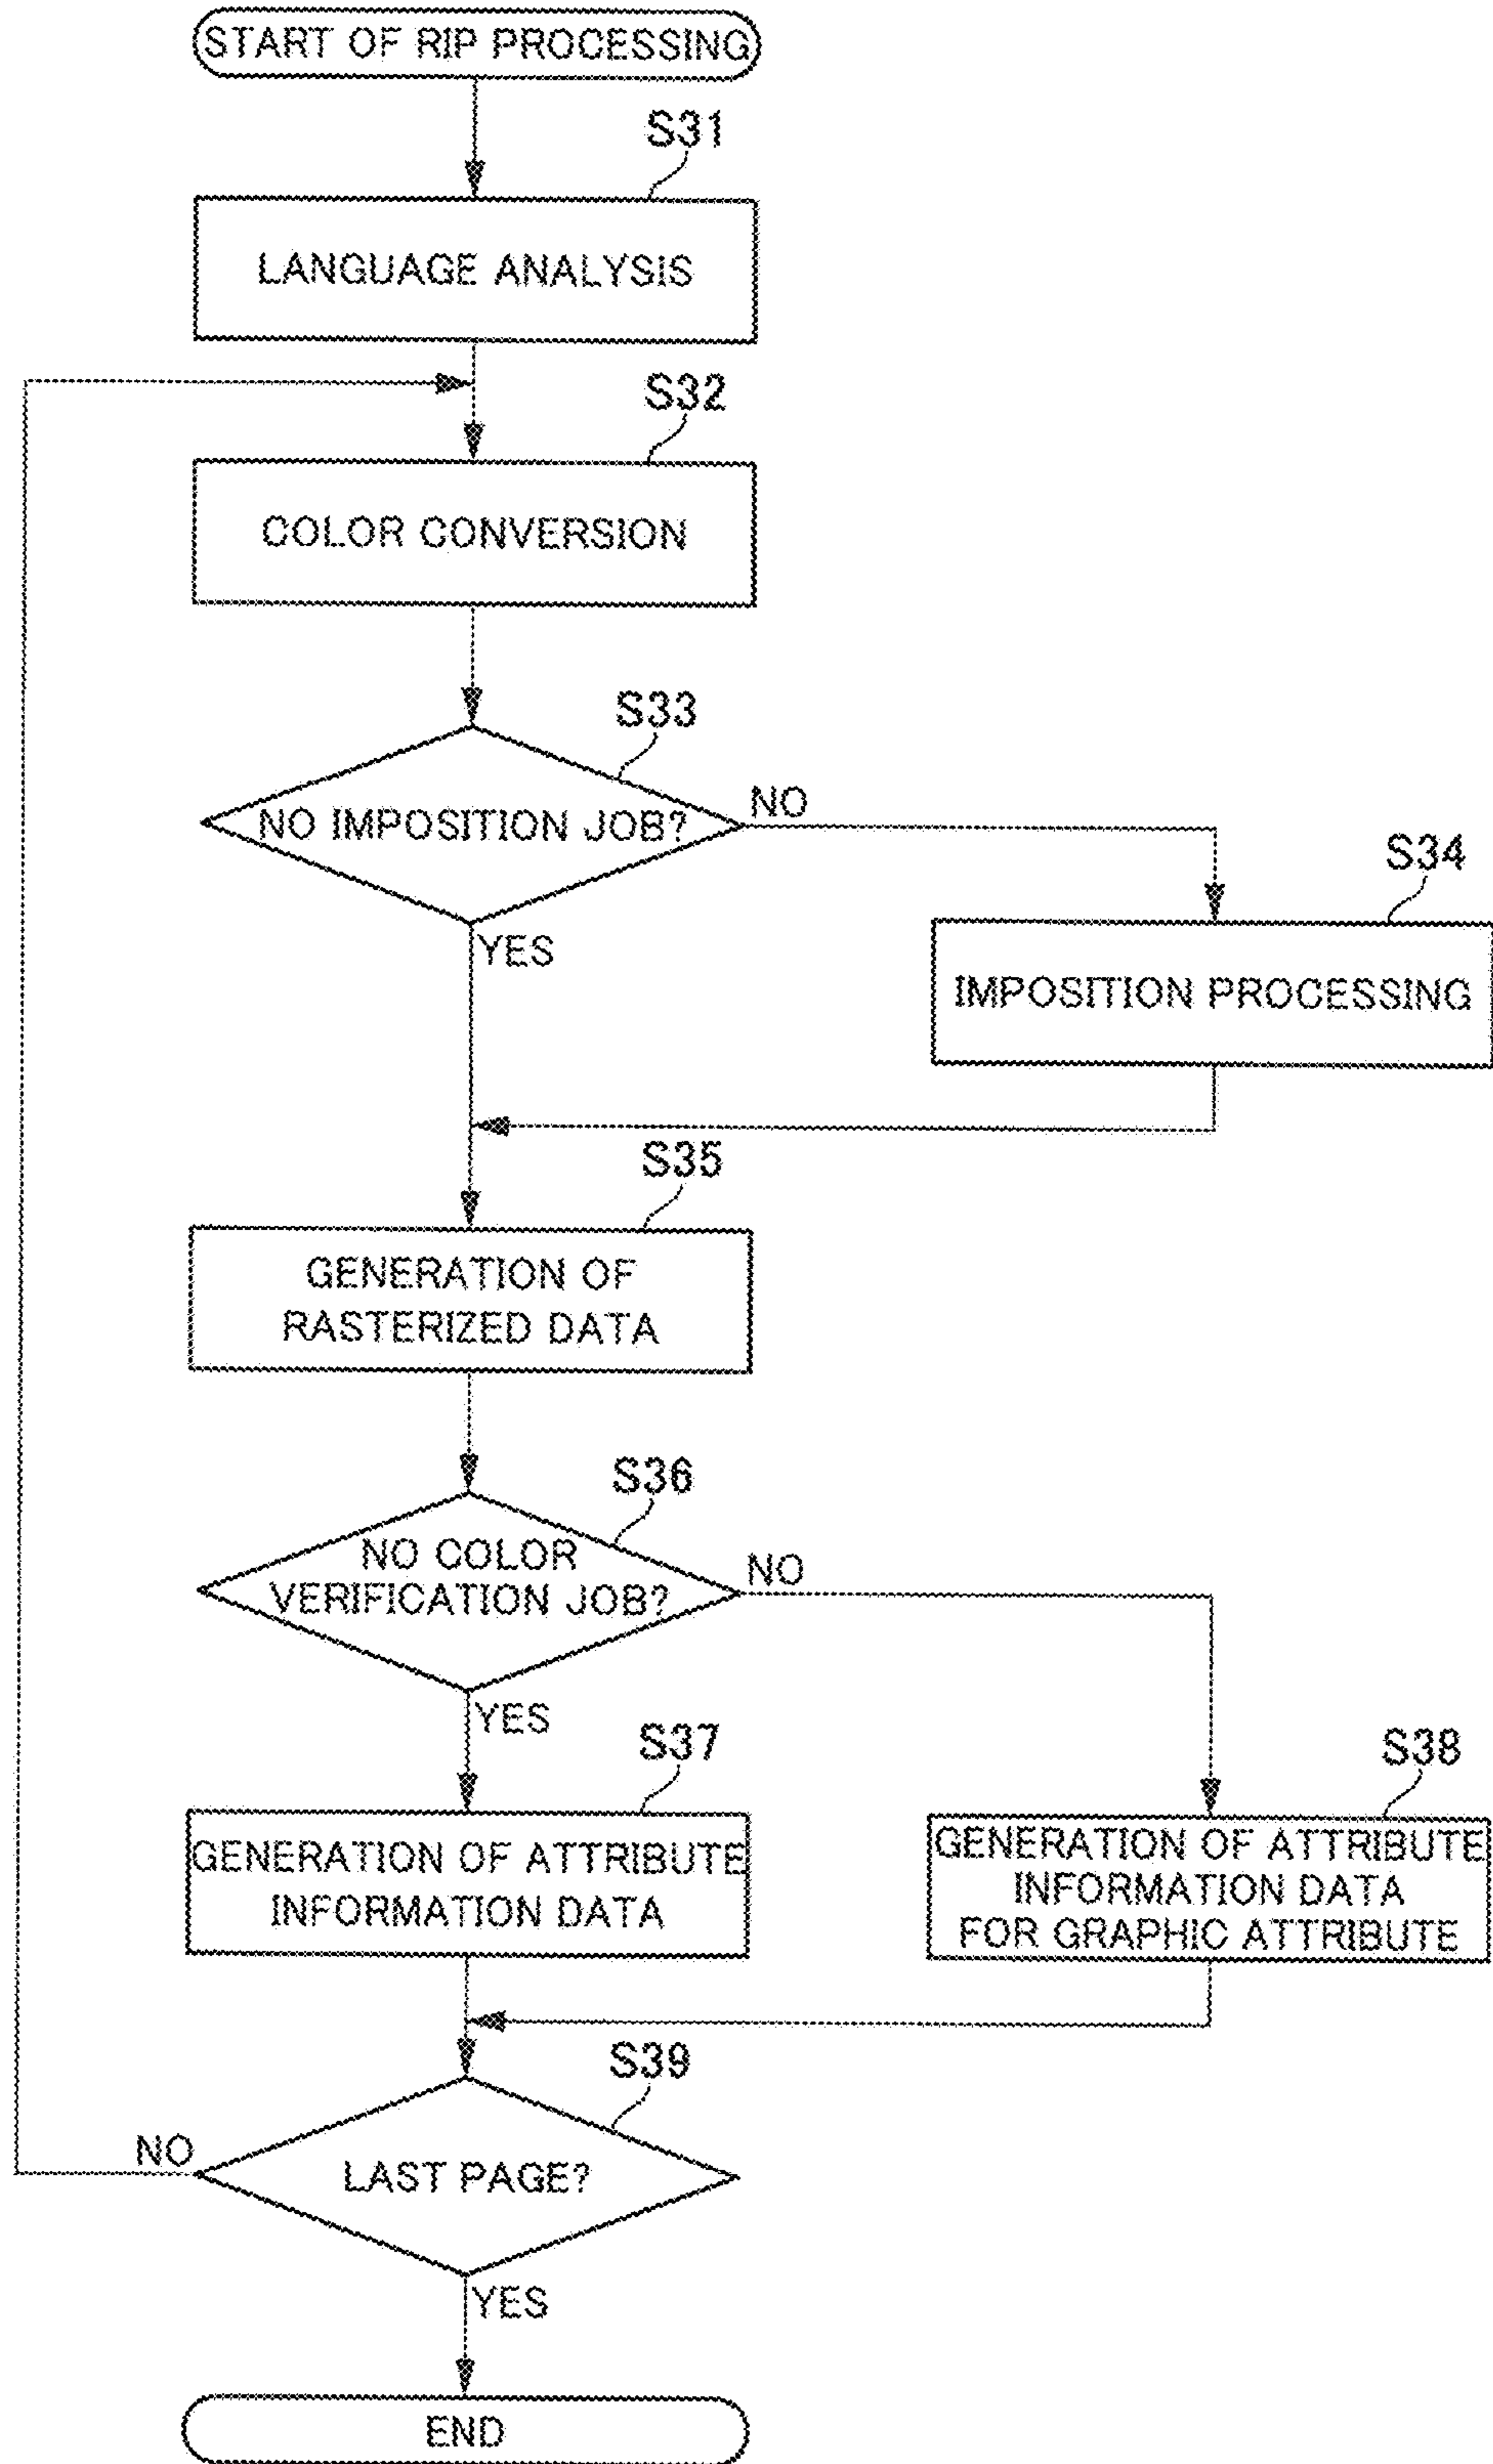 START OF RIP PROCESSING
S31
LANGUAGE ANALYSIS
S32
COLOR CONVERSION
S33
NO IMPOSITION JOB?
NO
YES
S34
IMPOSITION PROCESSING
S35
GENERATION OF
RASTERIZED DATA
S36
NO COLOR
VERIFICATION JOB?
NO
YES
S37
GENERATION OF ATTRIBUTE
INFORMATION DATA
S38
GENERATION OF ATTRIBUTE
INFORMATION DATA
FOR GRAPHIC ATTRIBUTE
S39
NO
LAST PAGE?
YES
END